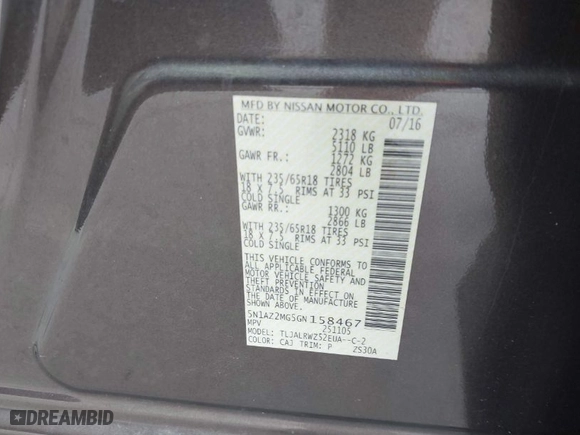 MFD BY NISSAN MOTOR CO., LTD.
DATE: 07/16
GVWR: 2318 KG
5110 LB
GAWR FR.: 1272 KG
2804 LB
WITH 235/65R18 TIRES
18 X 7.5 RIMS AT 33 PSI
COLD SINGLE
GAWR RR.: 1300 KG
2866 LB
WITH 235/65R18 TIRES
18 X 7.5 RIMS AT 33 PSI
COLD SINGLE
THIS VEHICLE CONFORMS TO
ALL APPLICABLE FEDERAL
MOTOR VEHICLE SAFETY AND
THEFT PREVENTION
STANDARDS IN EFFECT ON
THE DATE OF MANUFACTURE
SHOWN ABOVE.
5N1AZ2MG5GN158467
MPV 251105
MODEL: TLJALRWZ52EUA--C-2
COLOR: CAJ TRIM: P ZS30A
DREAMBID